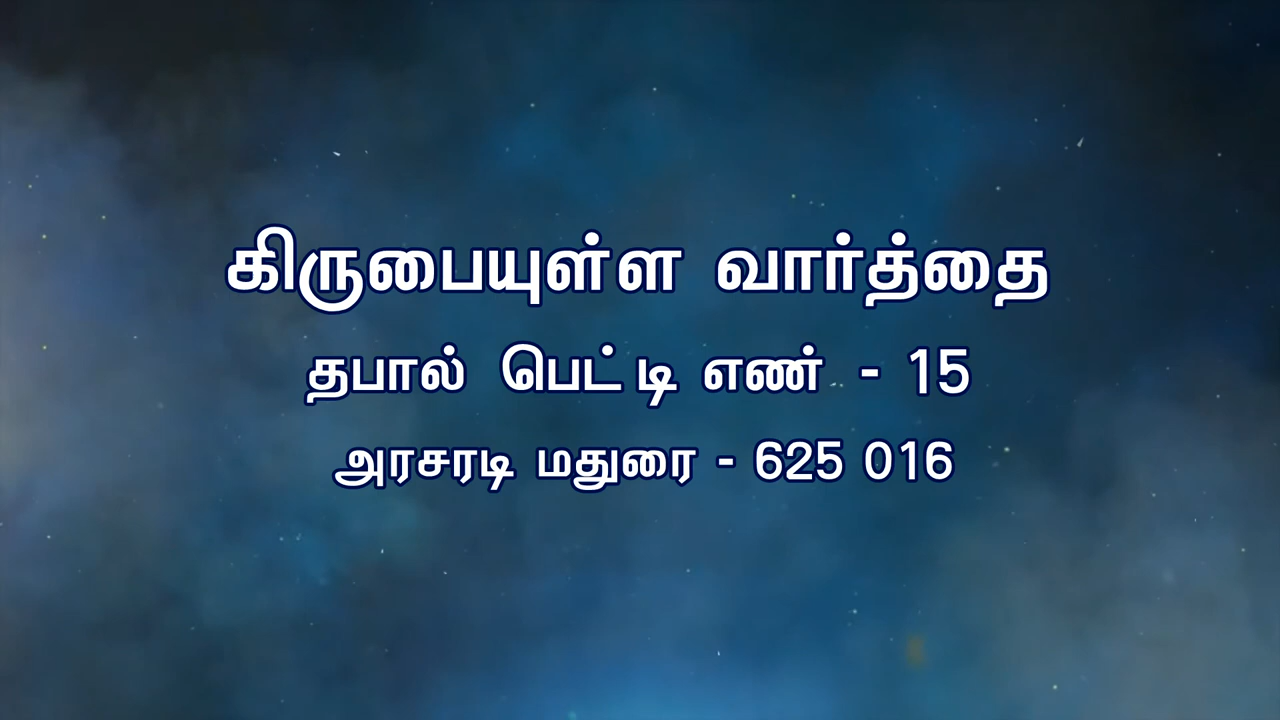 கிருபையுள்ள வார்த்தை
தபால் பெட்டி எண் - 15
அரசரடி மதுரை - 625 016